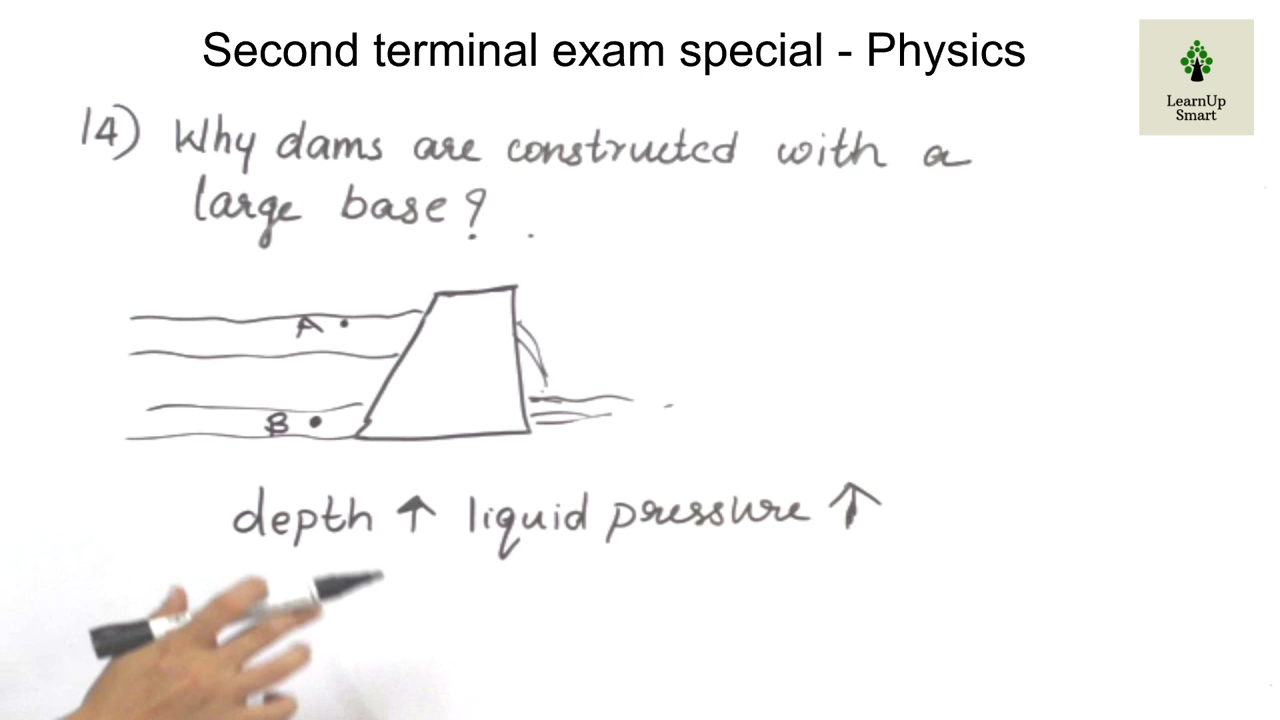 Second terminal exam special - Physics
LearnUp
Smart
14) Why dams are constructed with a
large base?
A
B
depth ↑ liquid pressure ↑